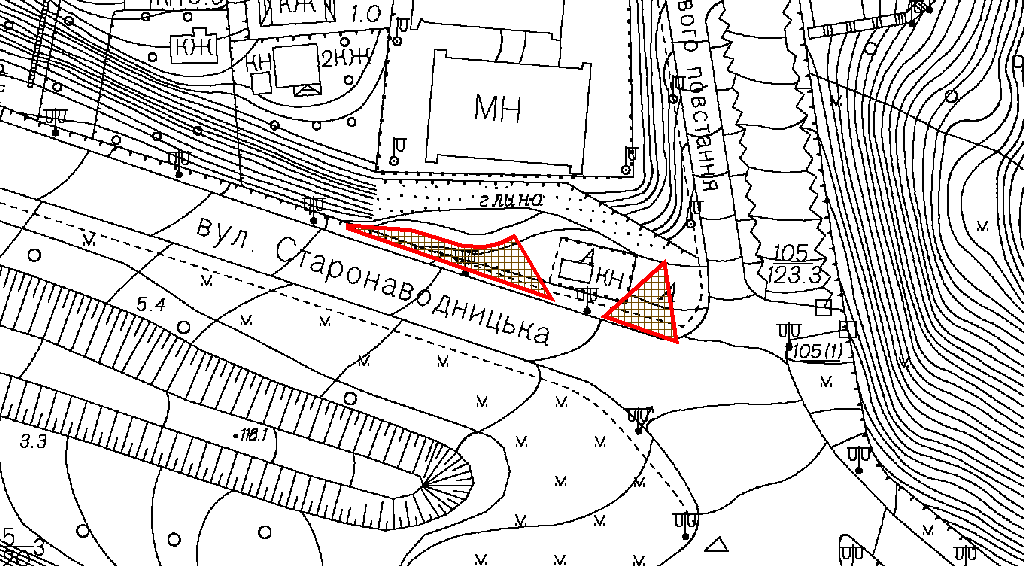 КЖ
1.0
КЖ
КН
2КЖ
МН
вого повстання
глина
вул. Старонаводницька
КН
105
123.3
105(1)
5.4
3.3
118.1